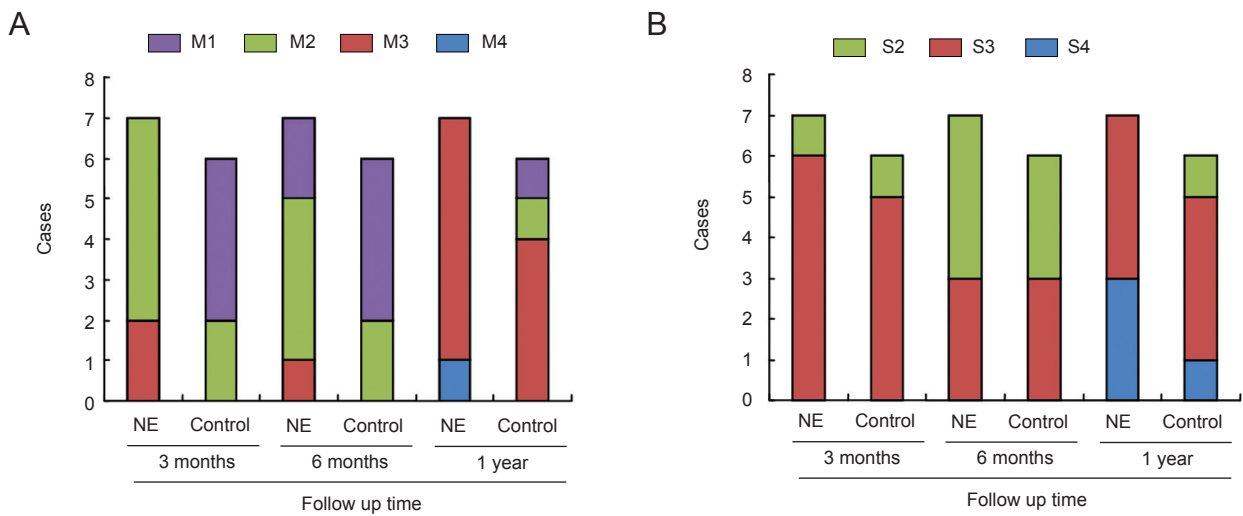 A
M1 M2 M3 M4
8
7
6
5
4
3
2
1
0
Cases
NE Control NE Control NE Control
3 months 6 months 1 year
Follow up time
B
S2 S3 S4
8
7
6
5
4
3
2
1
0
Cases
NE Control NE Control NE Control
3 months 6 months 1 year
Follow up time